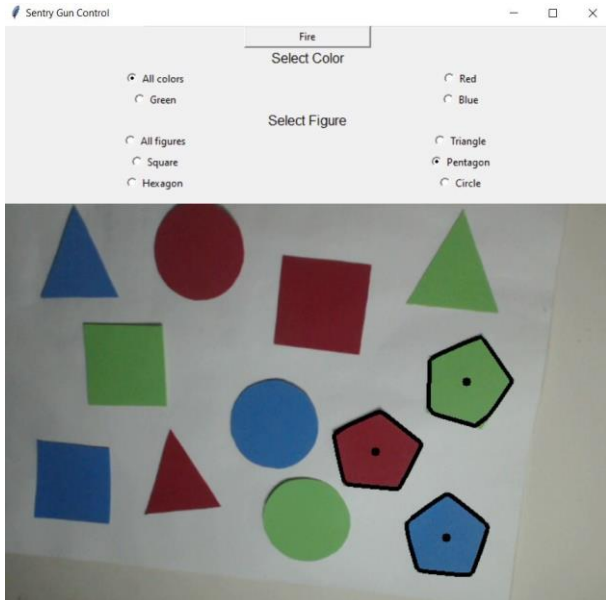 Sentry Gun Control
Fire
Select Color
All colors Red
Green Blue
Select Figure
All figures Triangle
Square Pentagon
Hexagon Circle